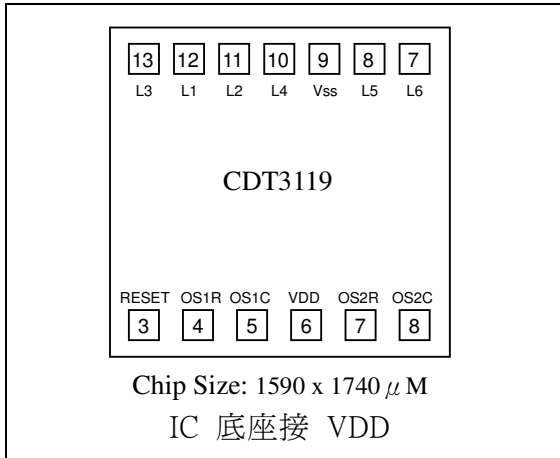 13 12 11 10 9 8 7
L3 L1 L2 L4 Vss L5 L6
CDT3119
RESET OS1R OS1C VDD OS2R OS2C
3 4 5 6 7 8
Chip Size: 1590 x 1740 μ M
IC 底座接 VDD